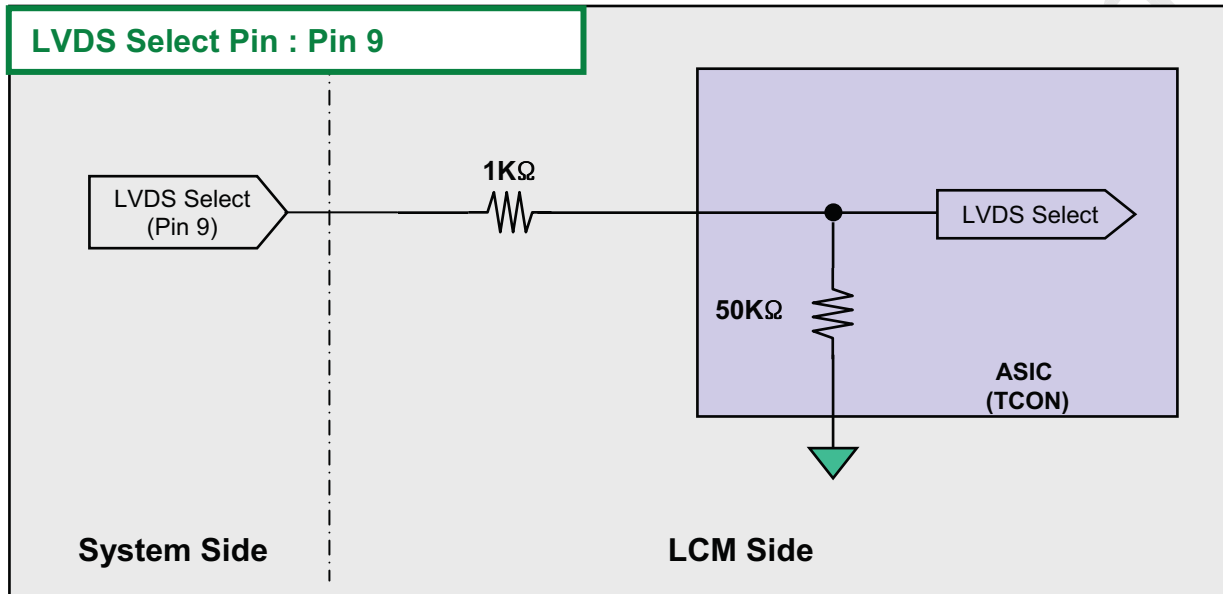 LVDS Select Pin : Pin 9
1KΩ
LVDS Select
(Pin 9)
LVDS Select
50KΩ
ASIC
(TCON)
System Side
LCM Side